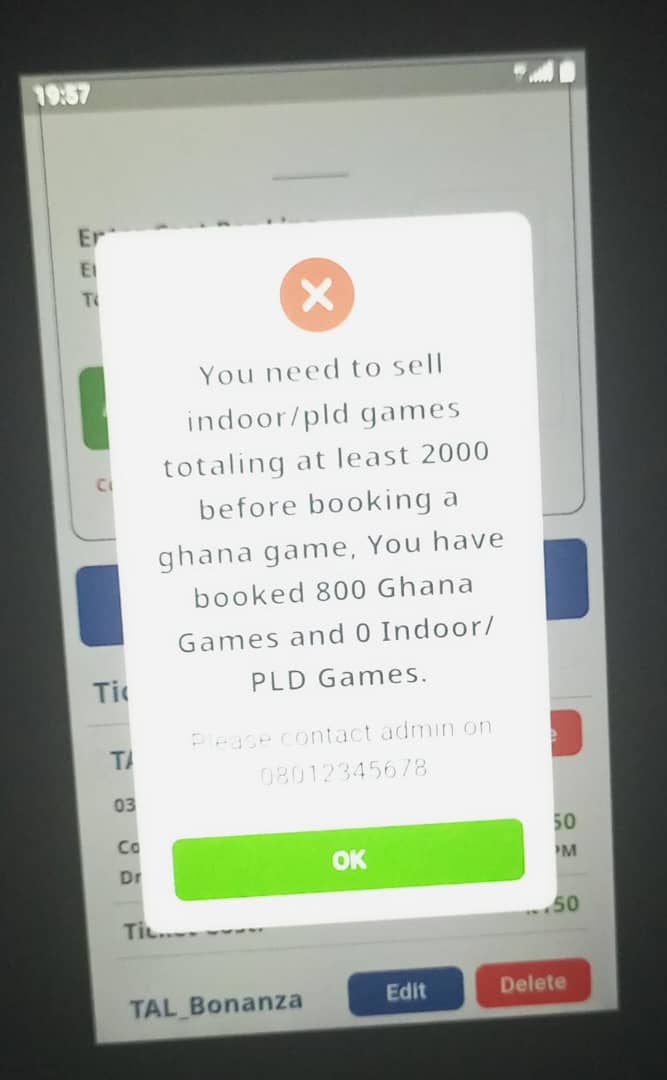 19:57
You need to sell
indoor/pld games
totaling at least 2000
before booking a
ghana game, You have
booked 800 Ghana
Games and 0 Indoor/
PLD Games.
Please contact admin on
08012345678
OK
TAL_Bonanza
Edit
Delete